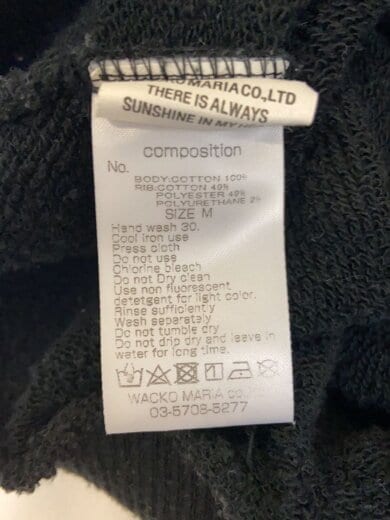 MARIA CO.,LTD
THERE IS ALWAYS
SUNSHINE IN MY
composition
No.
BODY:COTTON 100%
RIB:COTTON 49%
POLYESTER 49%
POLYURETHANE 2%
SIZE M
Hand wash 30.
Cool iron use
Press cloth
Do not use
Chlorine bleach
Do not Dry clean
Use non fluorescent
detetgent for light color.
Rinse sufficiently
Wash separately
Do not tumble dry
Do not drip dry and leave in
water for long time.
WACKO MARIA co.
03-5708-5277